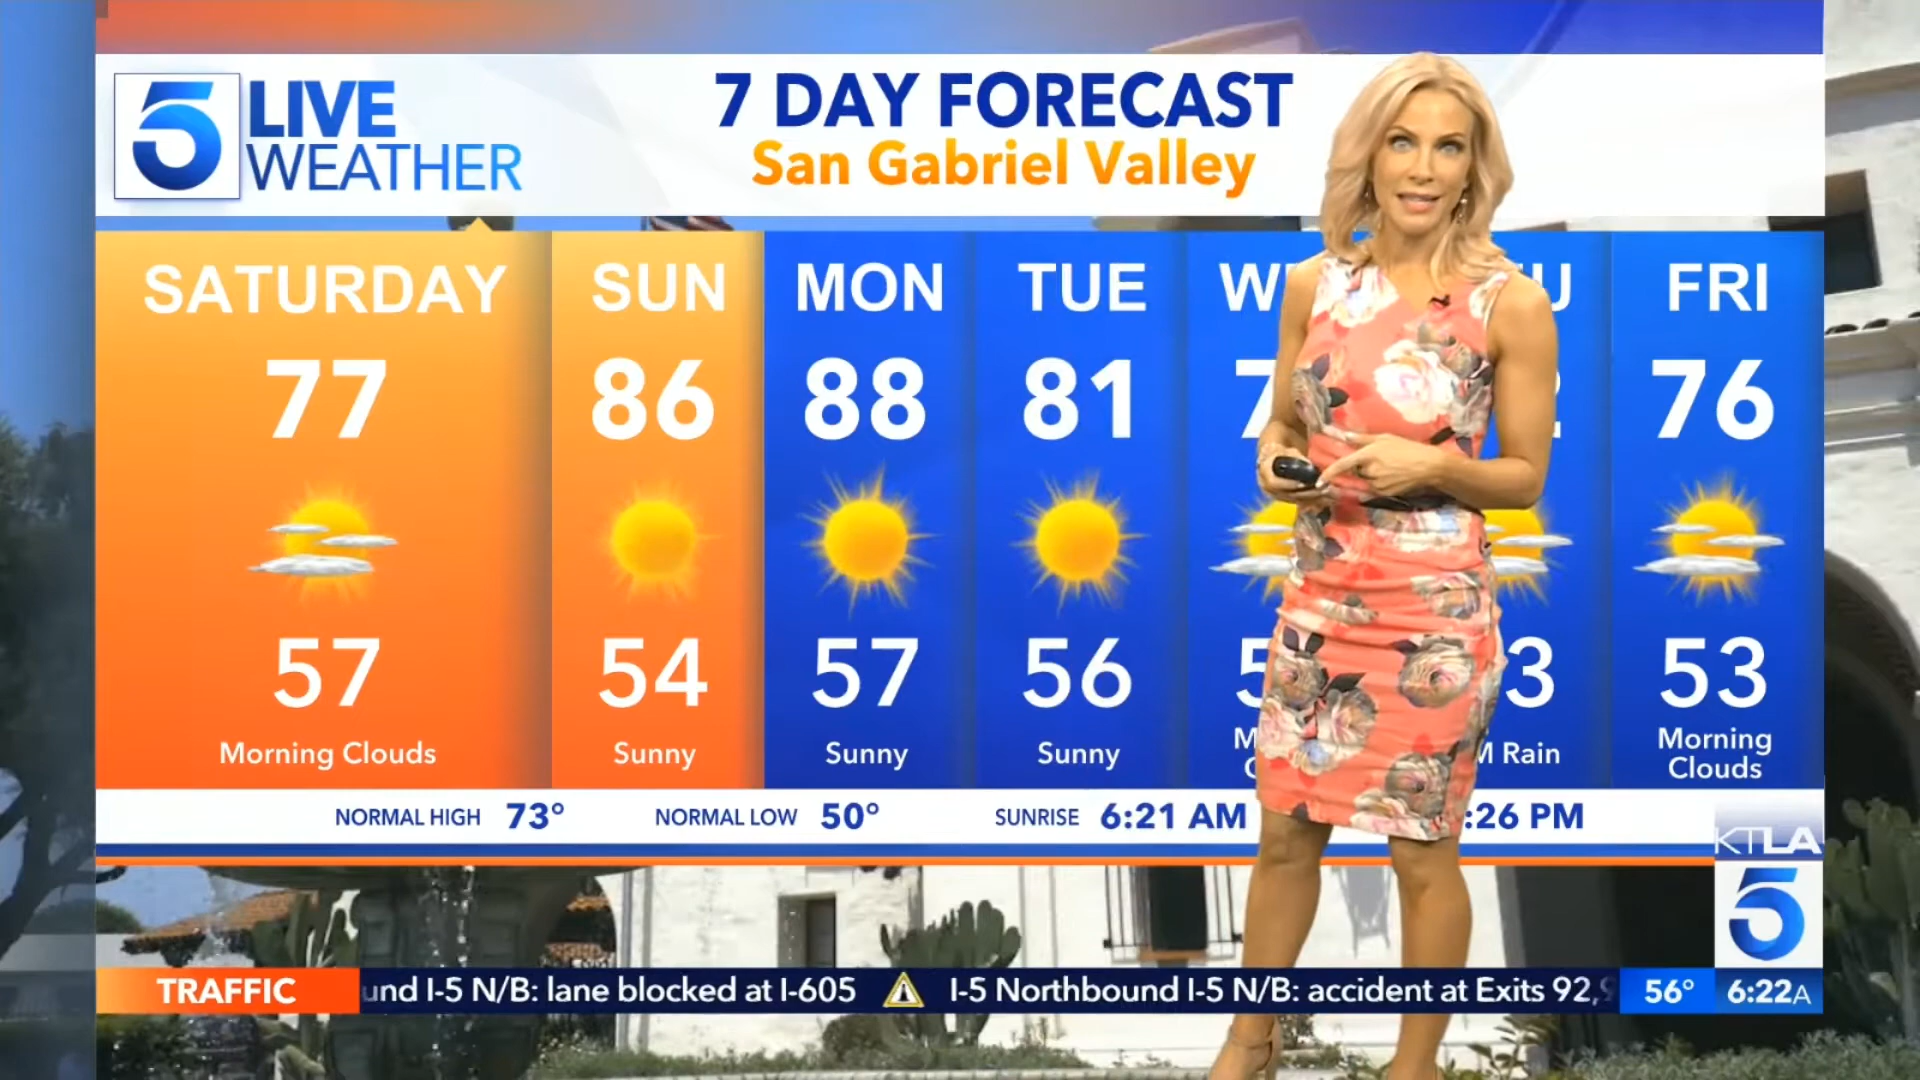 5 LIVE
WEATHER
7 DAY FORECAST
San Gabriel Valley
SATURDAY
77
57
Morning Clouds
SUN
86
54
Sunny
MON
88
57
Sunny
TUE
81
56
Sunny
FRI
76
53
Morning
Clouds
Rain
NORMAL HIGH 73° NORMAL LOW 50° SUNRISE 6:21 AM :26 PM
KTLA
5
TRAFFIC und I-5 N/B: lane blocked at I-605 I-5 Northbound I-5 N/B: accident at Exits 92, 56° 6:22A